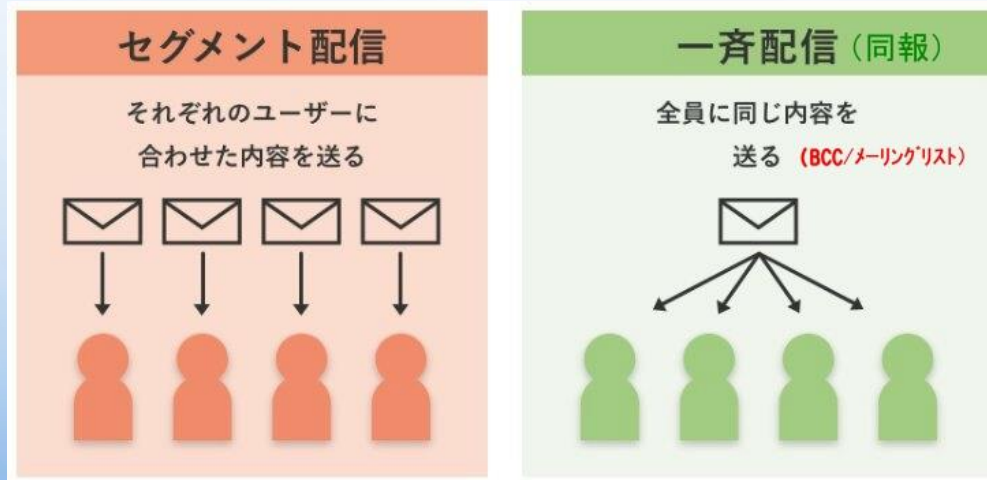 セグメント配信
それぞれのユーザーに
合わせた内容を送る
一斉配信(同報)
全員に同じ内容を
送る (BCC/メーリングリスト)